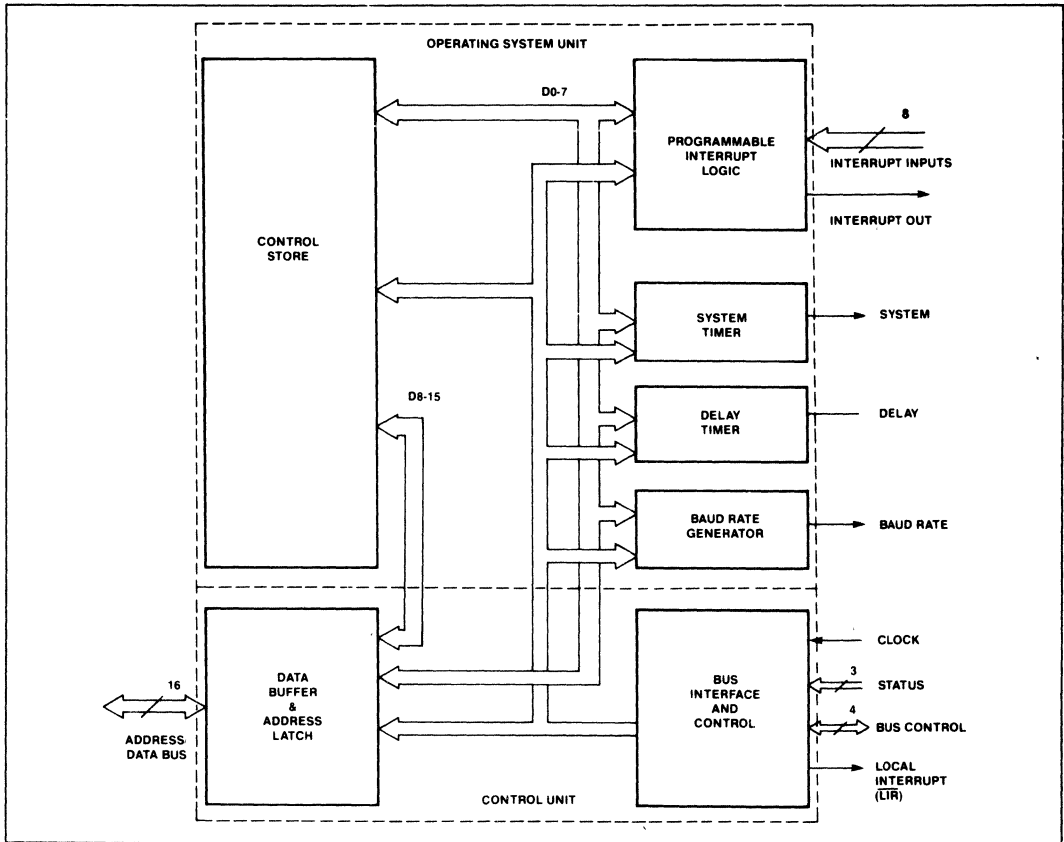 OPERATING SYSTEM UNIT
CONTROL
STORE
D0-7
PROGRAMMABLE
INTERRUPT
LOGIC
8
INTERRUPT INPUTS
INTERRUPT OUT
SYSTEM
TIMER
SYSTEM
D8-15
DELAY
TIMER
DELAY
BAUD RATE
GENERATOR
BAUD RATE
16
ADDRESS
DATA BUS
DATA
BUFFER
&
ADDRESS
LATCH
BUS
INTERFACE
AND
CONTROL
CLOCK
3
STATUS
4
BUS CONTROL
LOCAL
INTERRUPT
(LIR)
CONTROL UNIT